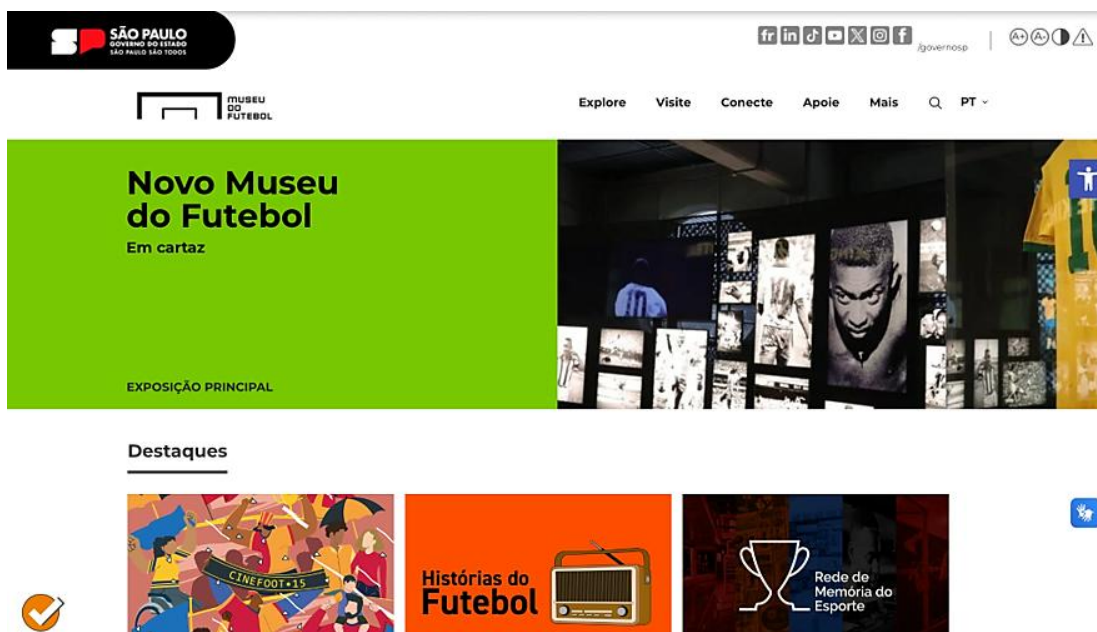 SÃO PAULO
GOVERNO DO ESTADO
SÃO PAULO SÃO TODOS
/governosp
A+ A-
MUSEU
DO
FUTEBOL
Explore Visite Conecte Apoie Mais PT
Novo Museu
do Futebol
Em cartaz
EXPOSIÇÃO PRINCIPAL
Destaques
CINEFOOT•15
Histórias do
Futebol
Rede de
Memória do
Esporte